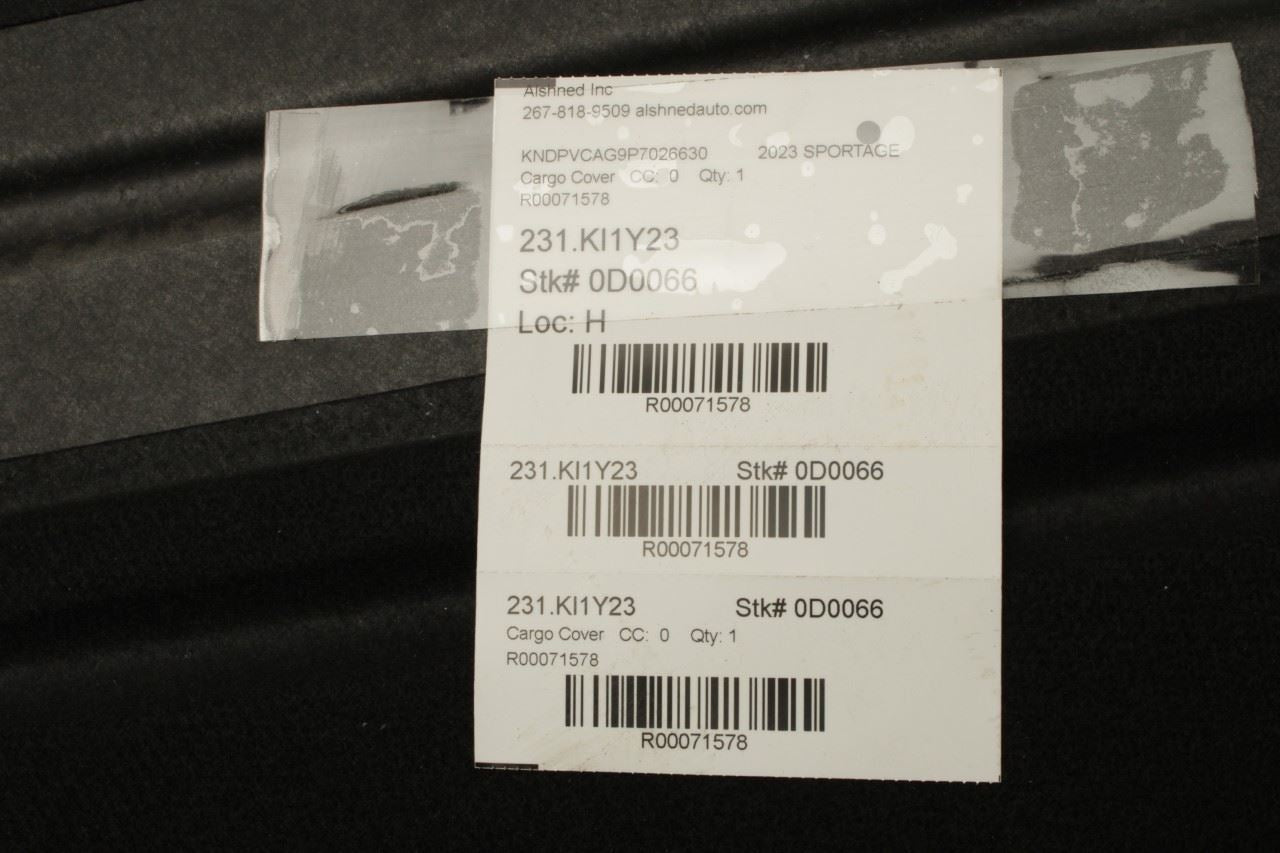 Alshned Inc
267-818-9509 alshnedauto.com
KNDPVCAG9P7026630 2023 SPORTAGE
Cargo Cover CC: 0 Qty: 1
R00071578
231.KI1Y23
Stk# 0D0066
Loc: H
R00071578
231.KI1Y23 Stk# 0D0066
R00071578
231.KI1Y23 Stk# 0D0066
Cargo Cover CC: 0 Qty: 1
R00071578
R00071578